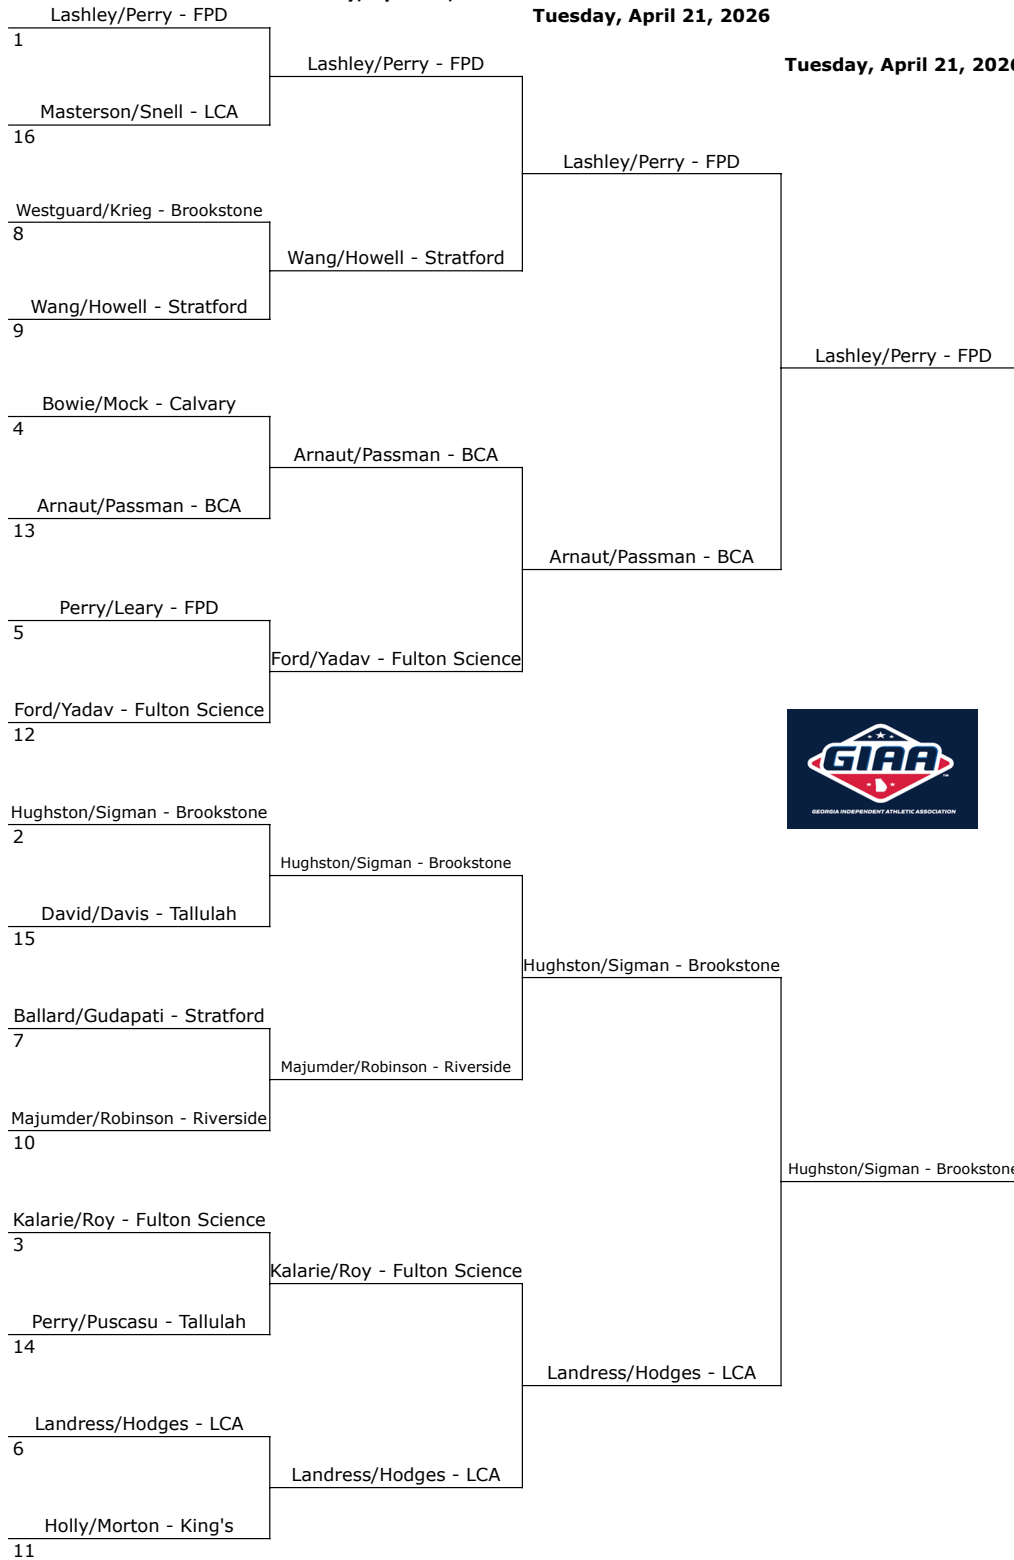 Tuesday, April 21, 2026
Tuesday, April 21, 2026
Lashley/Perry - FPD
1
Masterson/Snell - LCA
16
Westguard/Krieg - Brookstone
8
Wang/Howell - Stratford
9
Bowie/Mock - Calvary
4
Arnaut/Passman - BCA
13
Perry/Leary - FPD
5
Ford/Yadav - Fulton Science
12
Hughston/Sigman - Brookstone
2
David/Davis - Tallulah
15
Ballard/Gudapati - Stratford
7
Majumder/Robinson - Riverside
10
Kalarie/Roy - Fulton Science
3
Perry/Puscasu - Tallulah
14
Landress/Hodges - LCA
6
Holly/Morton - King's
11
Lashley/Perry - FPD
Wang/Howell - Stratford
Arnaut/Passman - BCA
Ford/Yadav - Fulton Science
Hughston/Sigman - Brookstone
Majumder/Robinson - Riverside
Kalarie/Roy - Fulton Science
Landress/Hodges - LCA
Lashley/Perry - FPD
Arnaut/Passman - BCA
Hughston/Sigman - Brookstone
Landress/Hodges - LCA
Lashley/Perry - FPD
Hughston/Sigman - Brookstone
GIAA
GEORGIA INDEPENDENT ATHLETIC ASSOCIATION